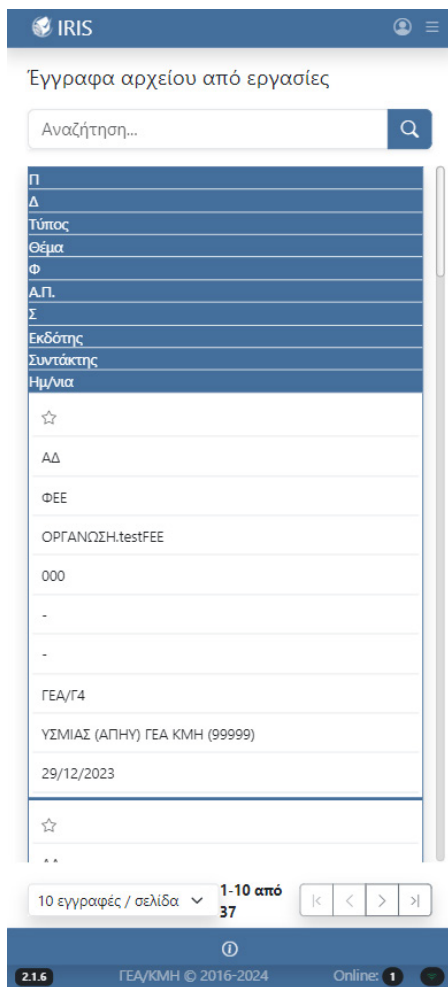 IRIS
Έγγραφα αρχείου από εργασίες
Αναζήτηση...
Π
Δ
Τύπος
Θέμα
Φ
Α.Π.
Σ
Εκδότης
Συντάκτης
Ημ/νια
ΑΔ
ΦΕΕ
ΟΡΓΑΝΩΣΗ.testFEE
000
-
-
ΓΕΑ/Γ4
ΥΣΜΙΑΣ (ΑΠΗΥ) ΓΕΑ ΚΜΗ (99999)
29/12/2023
10 εγγραφές / σελίδα
1-10 από
37
2.1.6
ΓΕΑ/ΚΜΗ © 2016-2024
Online: 1